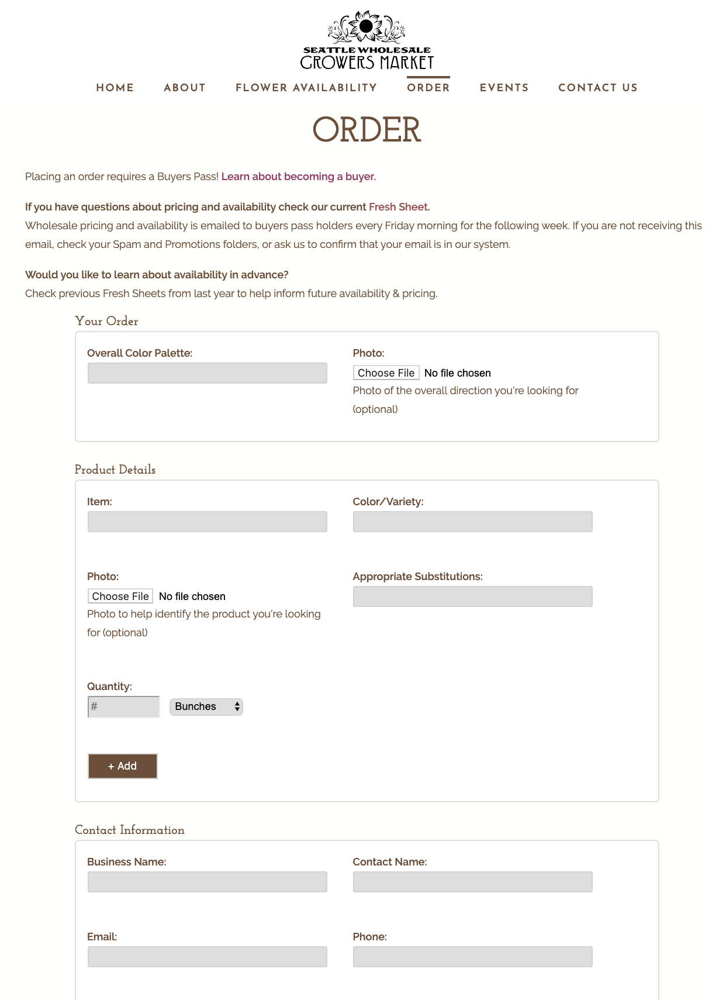 SEATTLE WHOLESALE
GROWERS MARKET
HOME ABOUT FLOWER AVAILABILITY ORDER EVENTS CONTACT US
ORDER
Placing an order requires a Buyers Pass! Learn about becoming a buyer.
If you have questions about pricing and availability check our current Fresh Sheet.
Wholesale pricing and availability is emailed to buyers pass holders every Friday morning for the following week. If you are not receiving this
email, check your Spam and Promotions folders, or ask us to confirm that your email is in our system.
Would you like to learn about availability in advance?
Check previous Fresh Sheets from last year to help inform future availability & pricing.
Your Order
Overall Color Palette: Photo:
Choose File No file chosen
Photo of the overall direction you're looking for
(optional)
Product Details
Item: Color/Variety:
Photo: Appropriate Substitutions:
Choose File No file chosen
Photo to help identify the product you're looking
for (optional)
Quantity:
# Bunches
+ Add
Contact Information
Business Name: Contact Name:
Email: Phone: